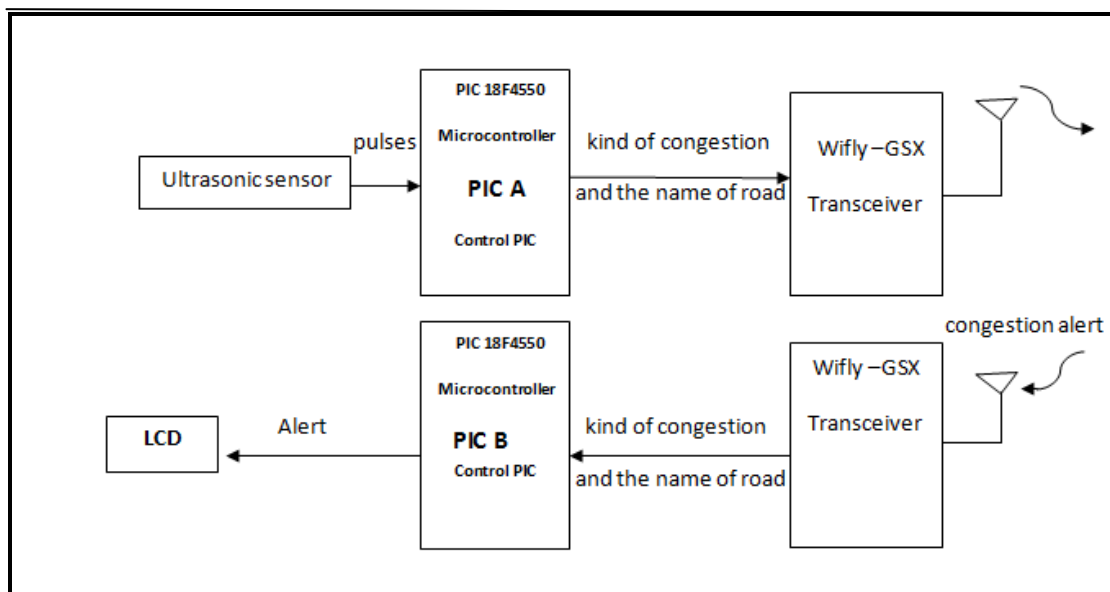 PIC 18F4550
Microcontroller
PIC A
Control PIC
Ultrasonic sensor
pulses
kind of congestion
and the name of road
Wifly –GSX
Transceiver
congestion alert
PIC 18F4550
Microcontroller
PIC B
Control PIC
LCD
Alert
kind of congestion
and the name of road
Wifly –GSX
Transceiver